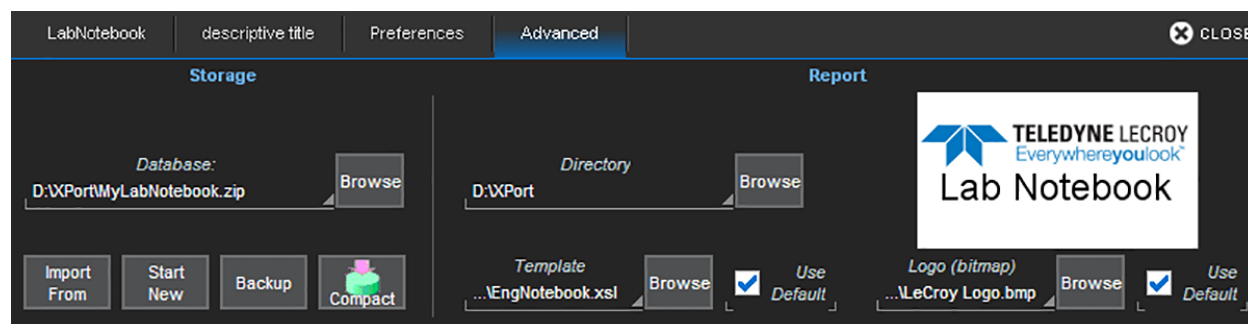 LabNotebook descriptive title Preferences Advanced CLOSE
Storage Report
TELEDYNE LECROY
Everywhereyoulook™
Lab Notebook
Database:
D:\XPort\MyLabNotebook.zip
Browse
Directory
D:\XPort
Browse
Import
From
Start
New
Backup
Compact
Template
...\EngNotebook.xsl
Browse
Use
Default
Logo (bitmap)
...\LeCroy Logo.bmp
Browse
Use
Default